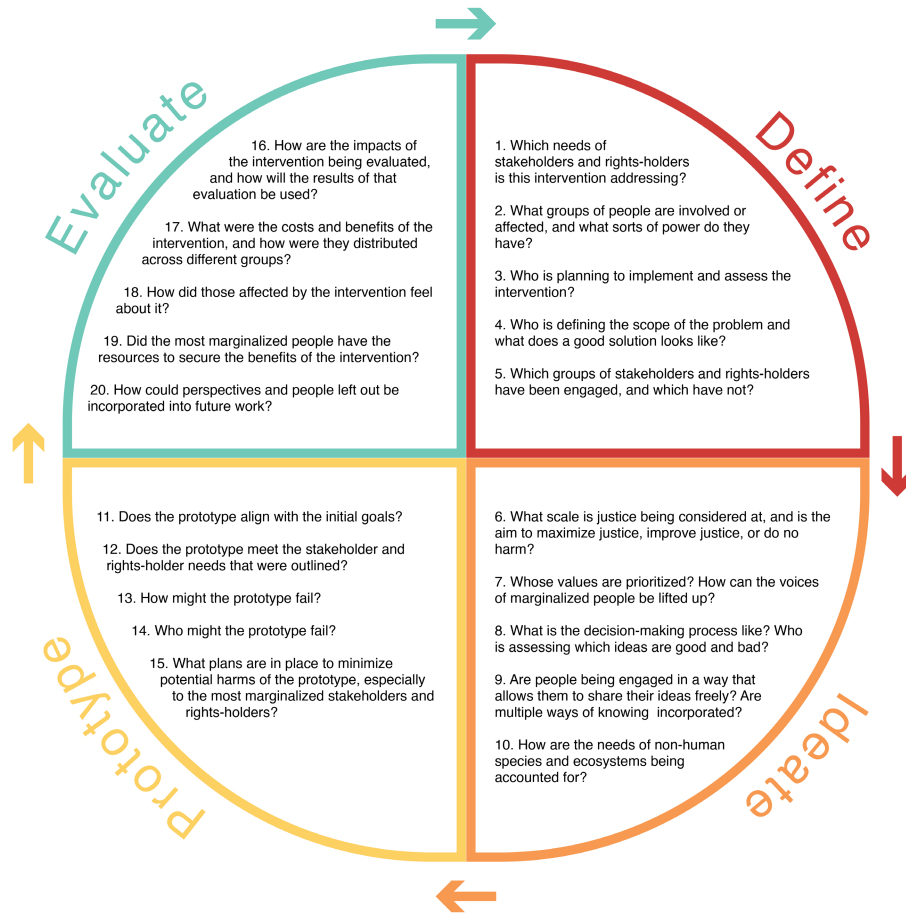 Define
1. Which needs of
stakeholders and rights-holders
is this intervention addressing?
2. What groups of people are involved or
affected, and what sorts of power do they
have?
3. Who is planning to implement and assess the
intervention?
4. Who is defining the scope of the problem and
what does a good solution looks like?
5. Which groups of stakeholders and rights-holders
have been engaged, and which have not?
Ideate
6. What scale is justice being considered at, and is the
aim to maximize justice, improve justice, or do no
harm?
7. Whose values are prioritized? How can the voices
of marginalized people be lifted up?
8. What is the decision-making process like? Who
is assessing which ideas are good and bad?
9. Are people being engaged in a way that
allows them to share their ideas freely? Are
multiple ways of knowing incorporated?
10. How are the needs of non-human
species and ecosystems being
accounted for?
Prototype
11. Does the prototype align with the initial goals?
12. Does the prototype meet the stakeholder and
rights-holder needs that were outlined?
13. How might the prototype fail?
14. Who might the prototype fail?
15. What plans are in place to minimize
potential harms of the prototype, especially
to the most marginalized stakeholders and
rights-holders?
Evaluate
16. How are the impacts of
the intervention being evaluated,
and how will the results of that
evaluation be used?
17. What were the costs and benefits of the
intervention, and how were they distributed
across different groups?
18. How did those affected by the intervention feel
about it?
19. Did the most marginalized people have the
resources to secure the benefits of the intervention?
20. How could perspectives and people left out be
incorporated into future work?